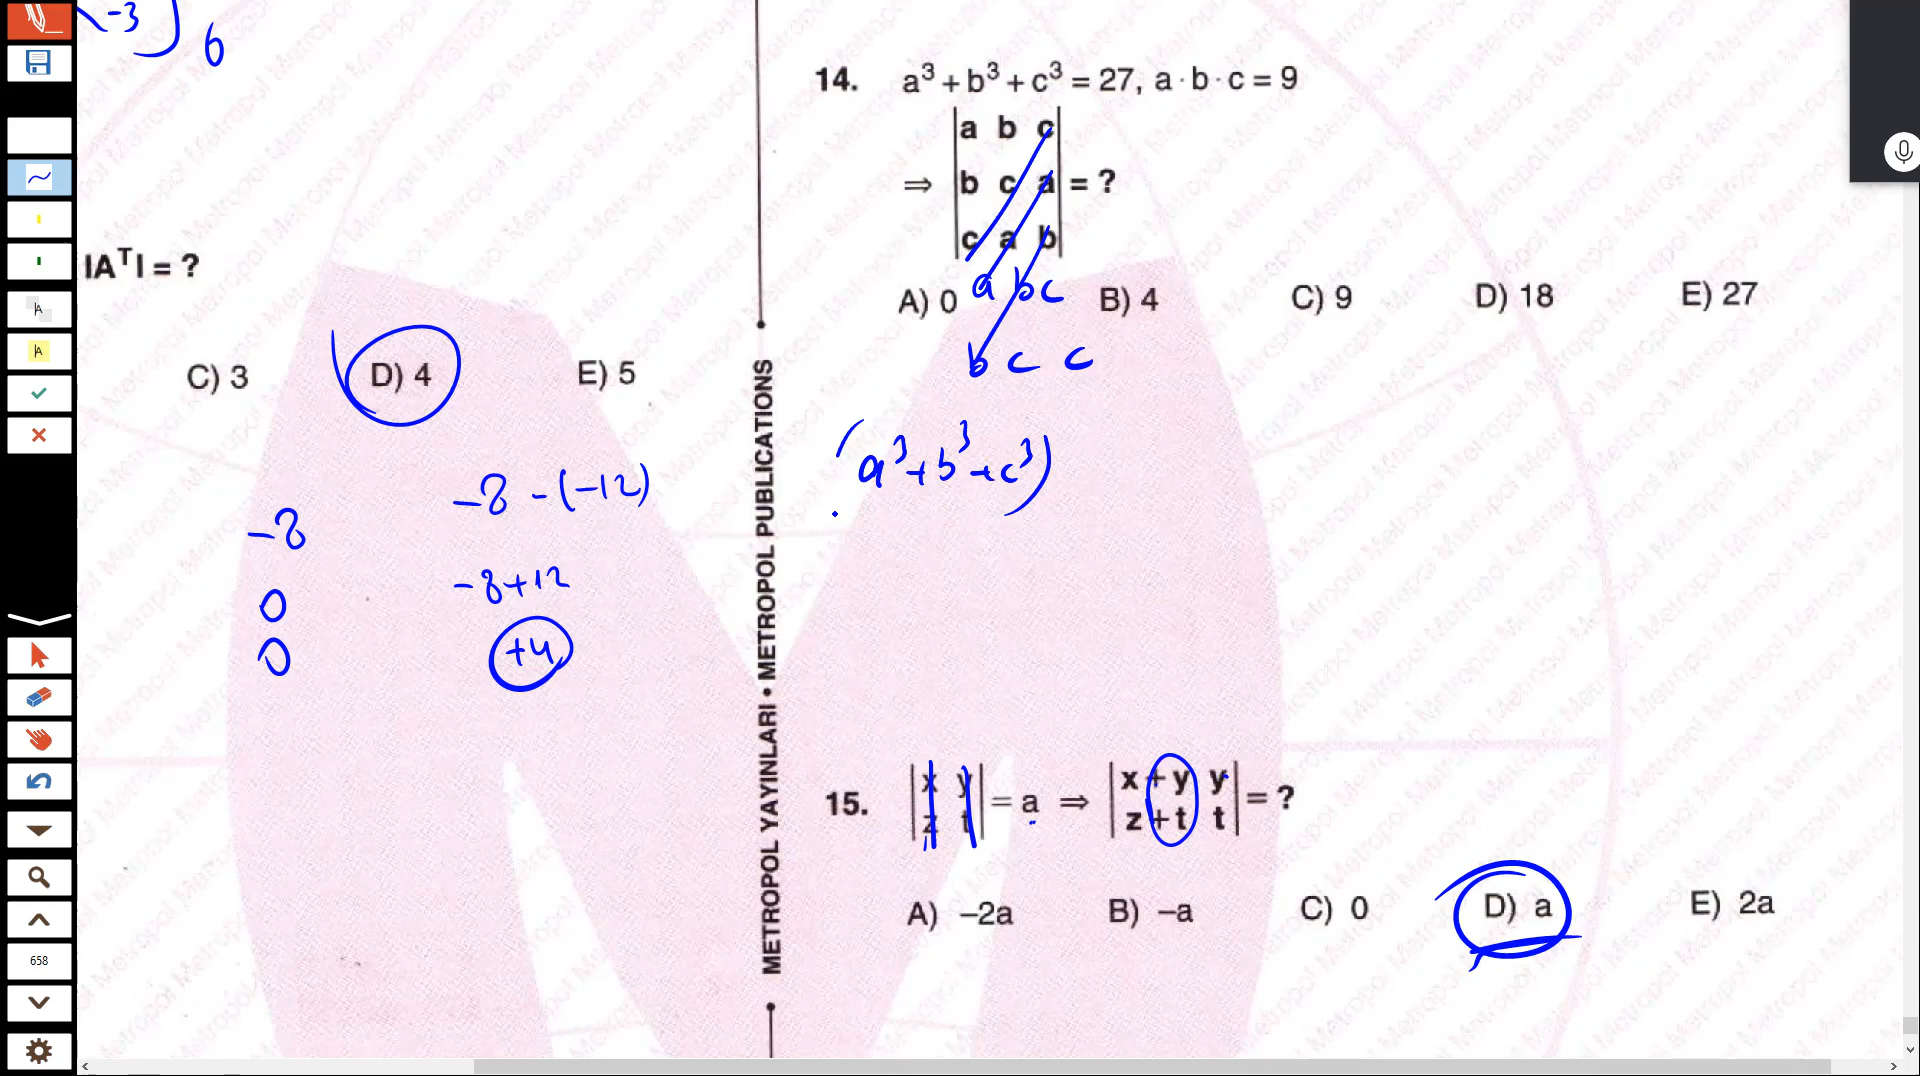 -3
6
|Aᵀ| = ?
C) 3 D) 4 E) 5
-8
0
0
-8 - (-12)
-8+12
+4
METROPOL YAYINLARI • METROPOL PUBLICATIONS
14. a³ + b³ + c³ = 27, a · b · c = 9
a b c
⇒ b c a = ?
c a b
A) 0 B) 4 C) 9 D) 18 E) 27
a b c
b c c
(a³+b³+c³)
15. |x y| = a ⇒ |x + y y| = ?
|z t| |z + t t|
A) –2a B) –a C) 0 D) a E) 2a
A
A
658